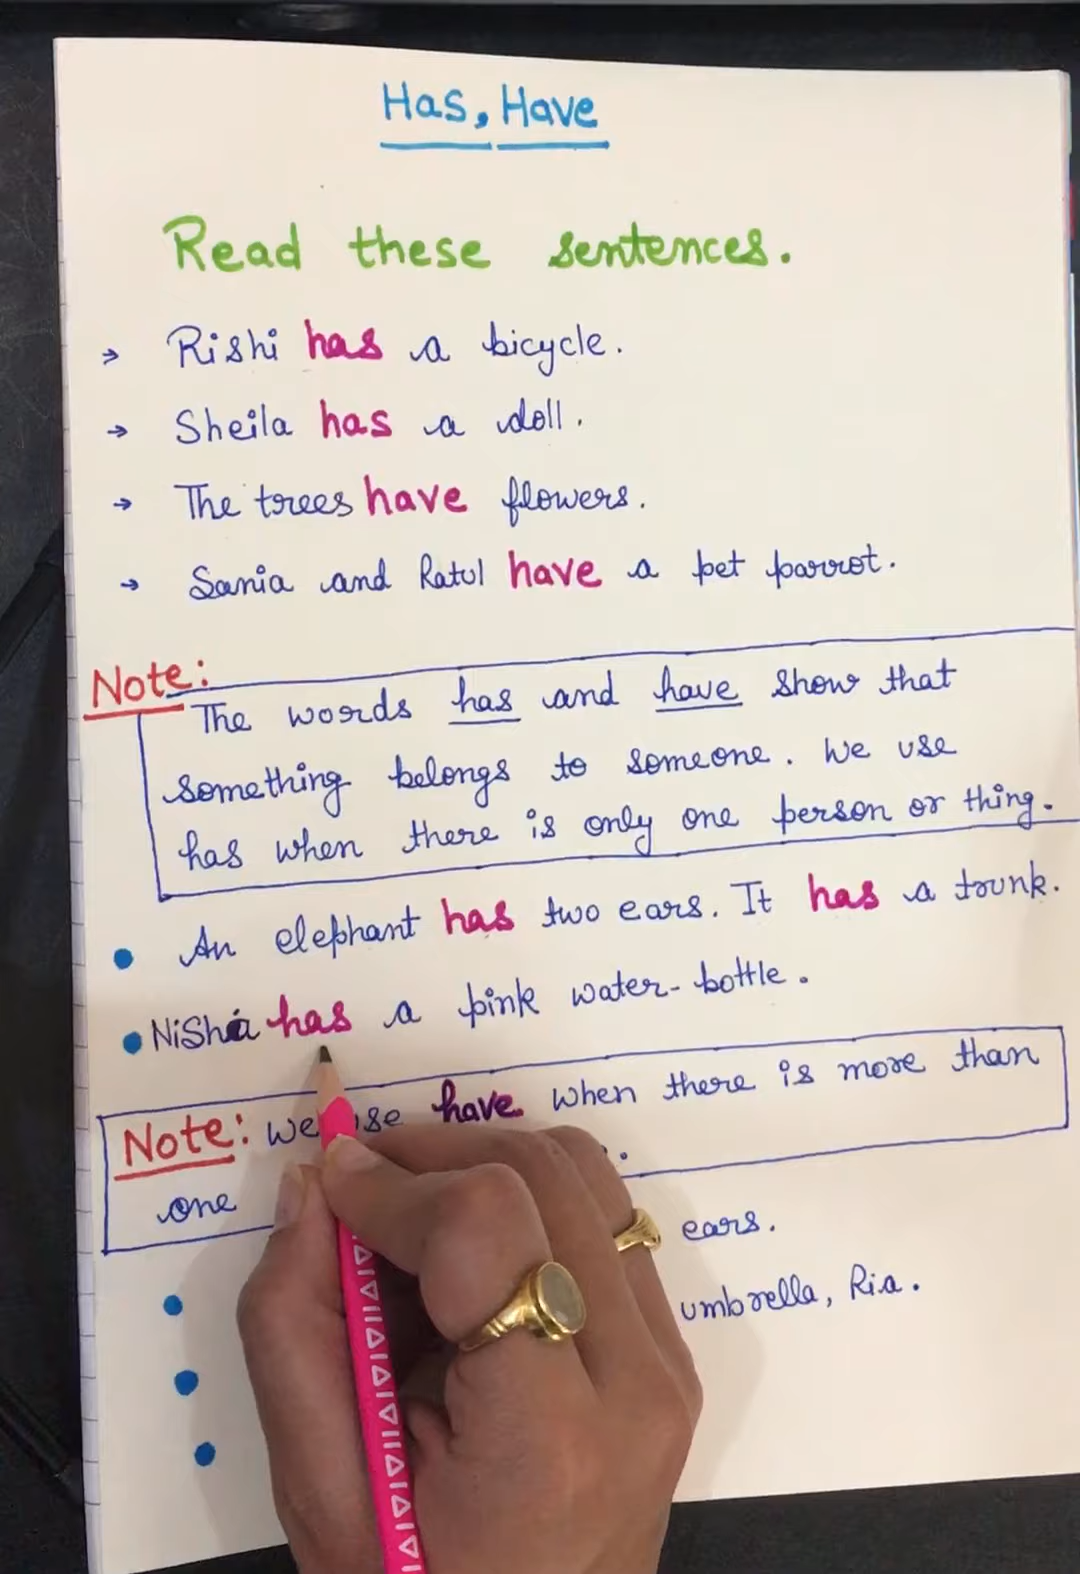 Has, Have
Read these sentences.
→ Rishi has a bicycle.
→ Sheila has a doll.
→ The trees have flowers.
→ Sania and Ratul have a pet parrot.
Note:
The words has and have show that
something belongs to someone. We use
has when there is only one person or thing.
• An elephant has two ears. It has a trunk.
• Nisha has a pink water-bottle.
Note: We use have when there is more than
one
ears.
umbrella, Ria.